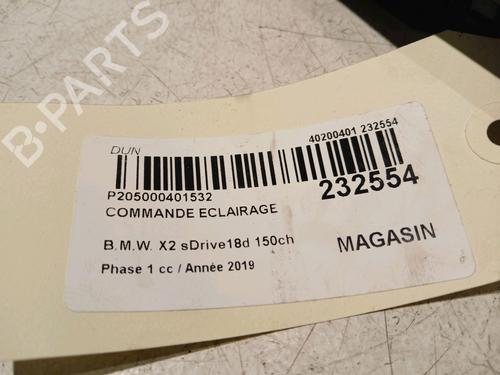 B-PARTS
DUN
40200401 232554
P205000401532
232554
COMMANDE ECLAIRAGE
B.M.W. X2 sDrive18d 150ch
MAGASIN
Phase 1 cc / Année 2019